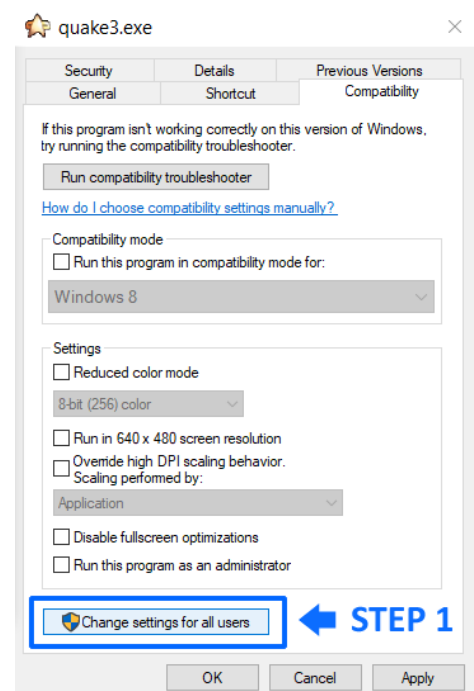 quake3.exe
Security Details Previous Versions
General Shortcut Compatibility
If this program isn't working correctly on this version of Windows,
try running the compatibility troubleshooter.
Run compatibility troubleshooter
How do I choose compatibility settings manually?
Compatibility mode
Run this program in compatibility mode for:
Windows 8
Settings
Reduced color mode
8-bit (256) color
Run in 640 x 480 screen resolution
Override high DPI scaling behavior.
Scaling performed by:
Application
Disable fullscreen optimizations
Run this program as an administrator
Change settings for all users STEP 1
OK Cancel Apply